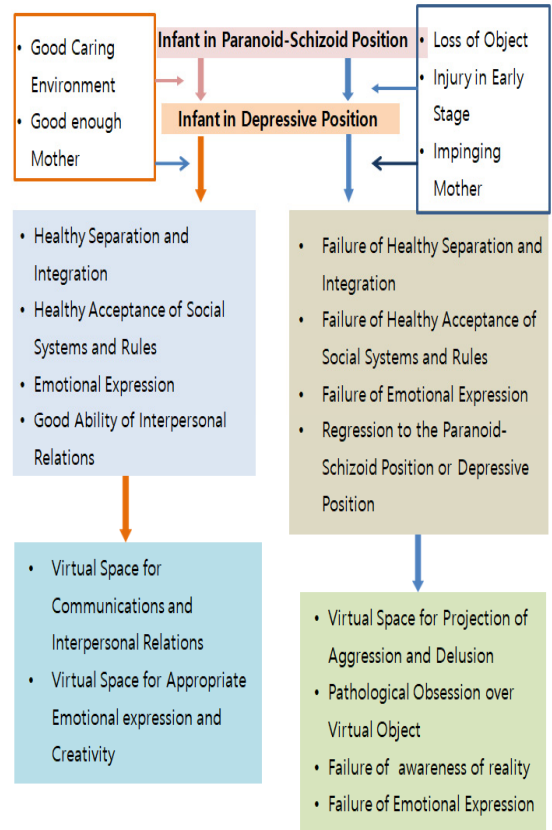 • Good Caring
Environment
• Good enough
Mother
Infant in Paranoid-Schizoid Position
Infant in Depressive Position
• Loss of Object
• Injury in Early
Stage
• Impinging
Mother
• Healthy Separation and
Integration
• Healthy Acceptance of Social
Systems and Rules
• Emotional Expression
• Good Ability of Interpersonal
Relations
• Failure of Healthy Separation and
Integration
• Failure of Healthy Acceptance of
Social Systems and Rules
• Failure of Emotional Expression
• Regression to the Paranoid-
Schizoid Position or Depressive
Position
• Virtual Space for
Communications and
Interpersonal Relations
• Virtual Space for Appropriate
Emotional expression and
Creativity
• Virtual Space for Projection of
Aggression and Delusion
• Pathological Obsession over
Virtual Object
• Failure of awareness of reality
• Failure of Emotional Expression